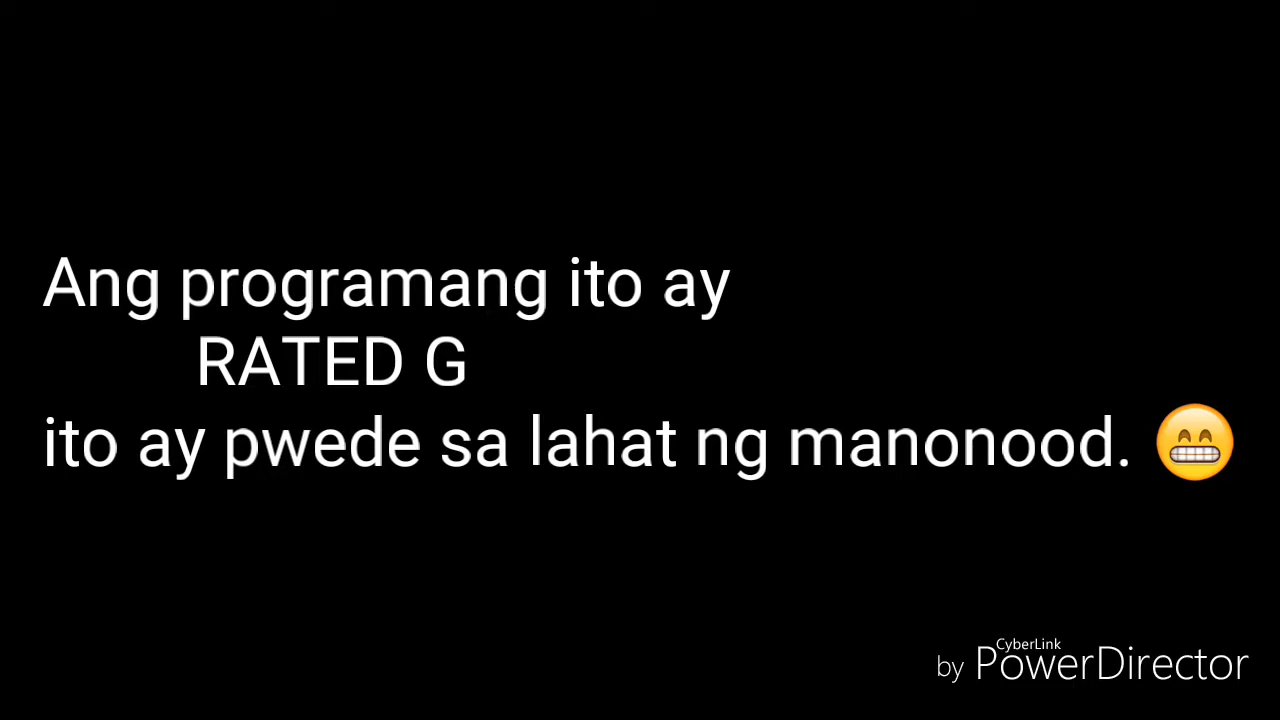 Ang programang ito ay
RATED G
ito ay pwede sa lahat ng manonood. 😁
CyberLink
by PowerDirector